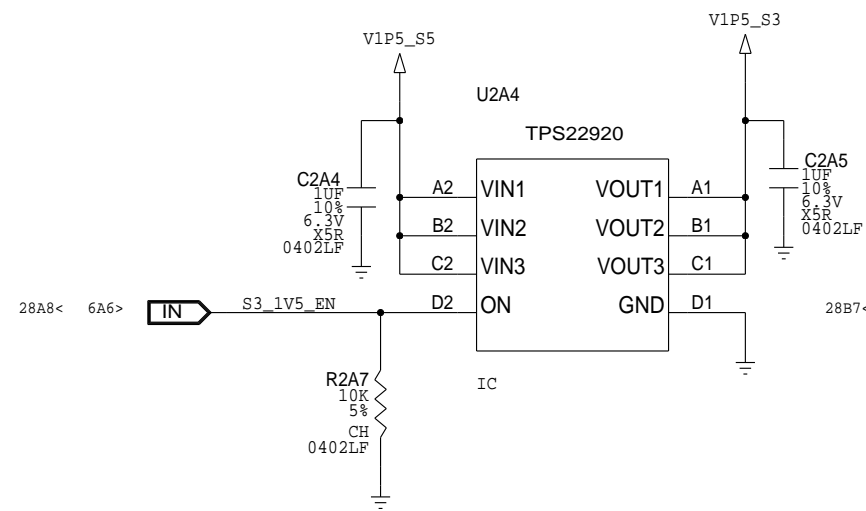 V1P5_S5
V1P5_S3
U2A4
TPS22920
C2A4
1UF
10%
6.3V
X5R
0402LF
C2A5
1UF
10%
6.3V
X5R
0402LF
A2 VIN1 VOUT1 A1
B2 VIN2 VOUT2 B1
C2 VIN3 VOUT3 C1
28A8< 6A6> IN S3_1V5_EN D2 ON GND D1 28B7<
R2A7
10K
5%
CH
0402LF
IC